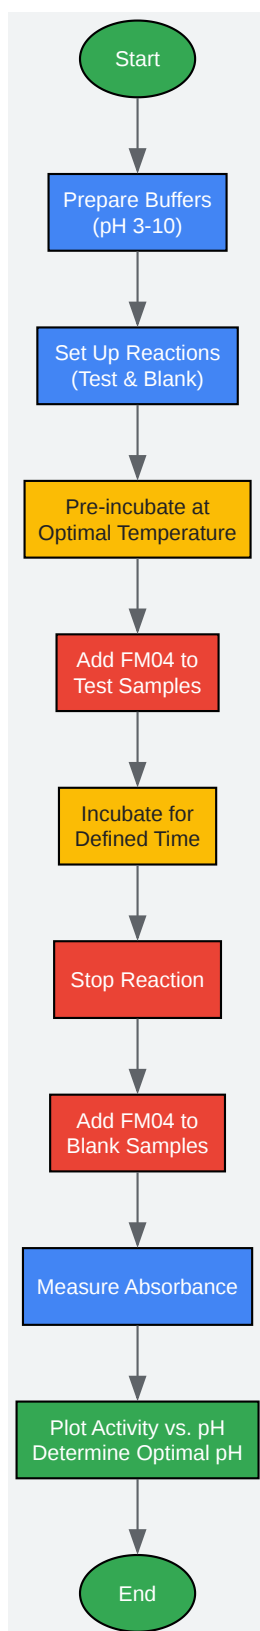 Start
Prepare Buffers
(pH 3-10)
Set Up Reactions
(Test & Blank)
Pre-incubate at
Optimal Temperature
Add FM04 to
Test Samples
Incubate for
Defined Time
Stop Reaction
Add FM04 to
Blank Samples
Measure Absorbance
Plot Activity vs. pH
Determine Optimal pH
End